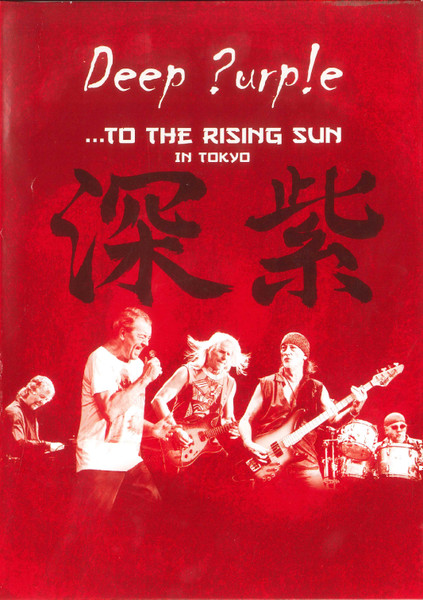 Deep ?urp!e
...TO THE RISING SUN
IN TOKYO
深紫